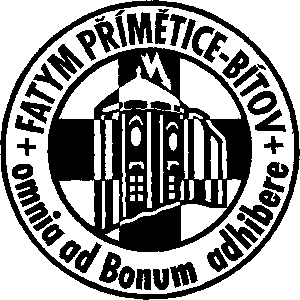 + FATYM PŘÍMĚTICE-BÍTOV +
omnia ad Bonum adhibere